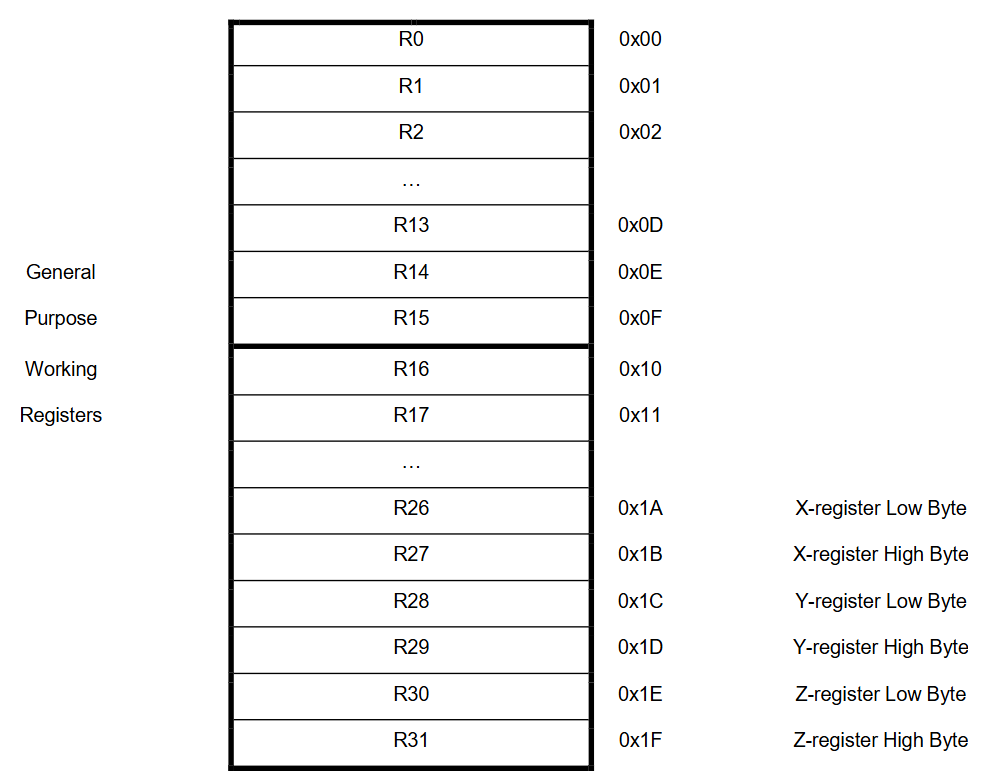 R0 0x00
R1 0x01
R2 0x02
...
R13 0x0D
General R14 0x0E
Purpose R15 0x0F
Working R16 0x10
Registers R17 0x11
...
R26 0x1A X-register Low Byte
R27 0x1B X-register High Byte
R28 0x1C Y-register Low Byte
R29 0x1D Y-register High Byte
R30 0x1E Z-register Low Byte
R31 0x1F Z-register High Byte